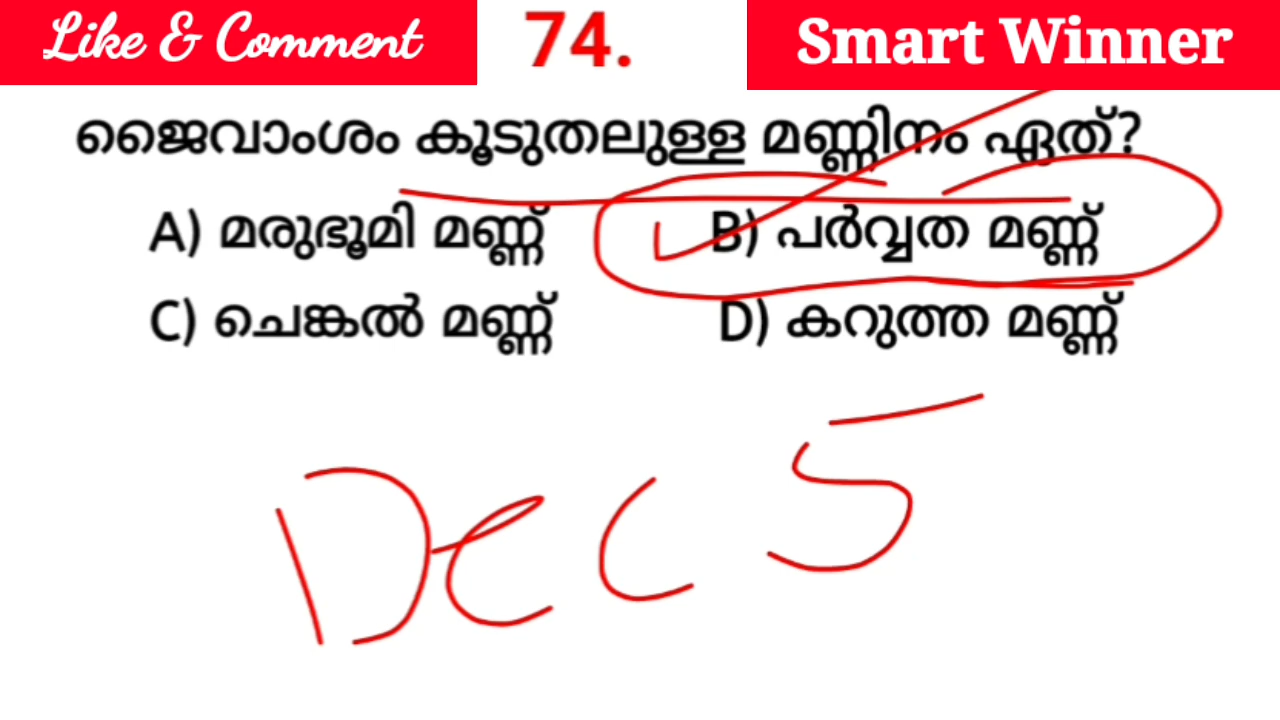 Like & Comment
74.
Smart Winner
ജൈവാംശം കൂടുതലുള്ള മണ്ണിനം ഏത്?
A) മരുഭൂമി മണ്ണ്
B) പർവ്വത മണ്ണ്
C) ചെങ്കൽ മണ്ണ്
D) കറുത്ത മണ്ണ്
Dec 5